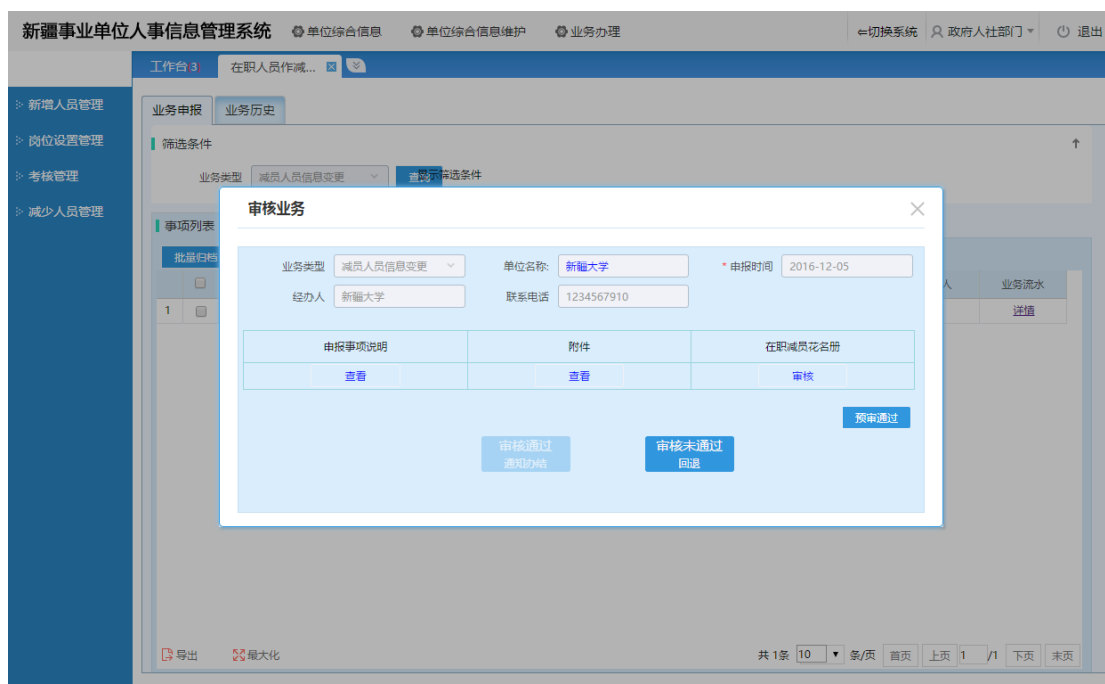 新疆事业单位人事信息管理系统 单位综合信息 单位综合信息维护 业务办理 ⇐切换系统 政府人社部门 退出
工作台(3) 在职人员作减...
新增人员管理
岗位设置管理
考核管理
减少人员管理
业务申报 业务历史
筛选条件
业务类型 减员人员信息变更 显示筛选条件
审核业务
事项列表
批量归档
业务类型 减员人员信息变更 单位名称: 新疆大学 * 申报时间 2016-12-05
经办人 新疆大学 联系电话 1234567910
人 业务流水
1 详情
申报事项说明 附件 在职减员花名册
查看 查看 审核
预审通过
审核通过 审核未通过
通知办结 回退
导出 最大化 共 1条 10 条/页 首页 上页 1 /1 下页 末页